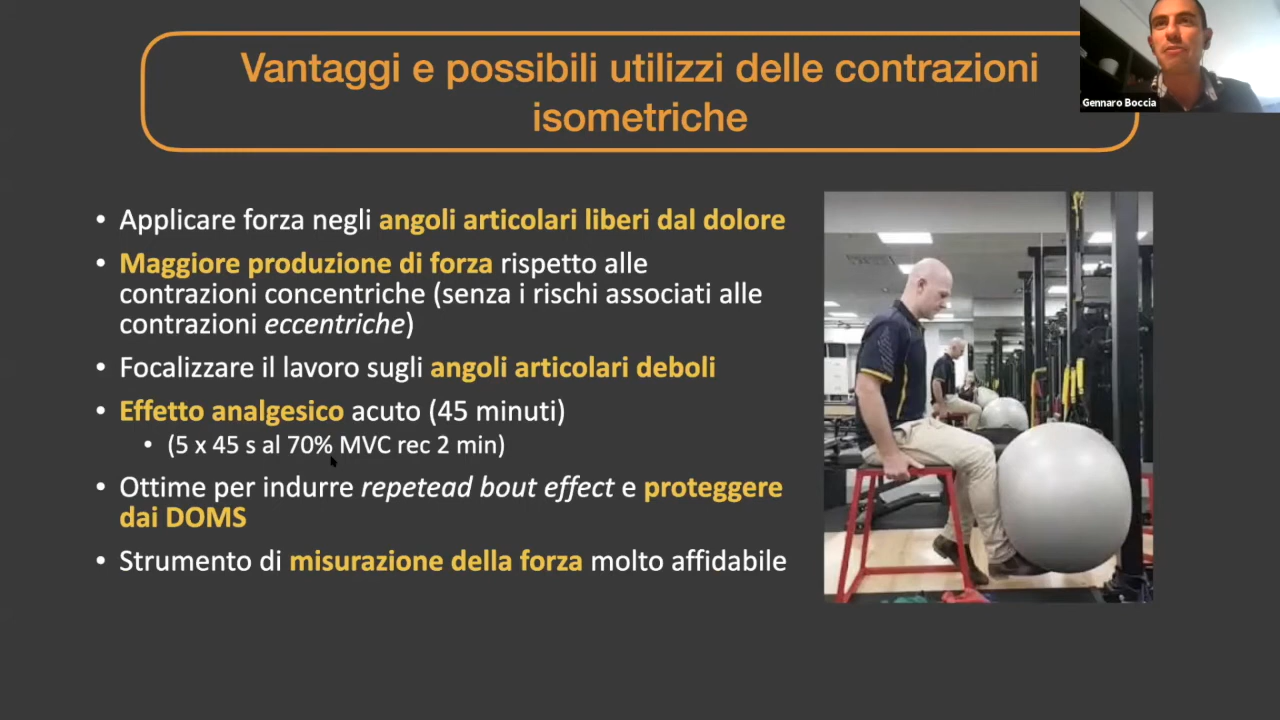 Vantaggi e possibili utilizzi delle contrazioni
isometriche
Gennaro Boccia
• Applicare forza negli angoli articolari liberi dal dolore
• Maggiore produzione di forza rispetto alle
contrazioni concentriche (senza i rischi associati alle
contrazioni eccentriche)
• Focalizzare il lavoro sugli angoli articolari deboli
• Effetto analgesico acuto (45 minuti)
• (5 x 45 s al 70% MVC rec 2 min)
• Ottime per indurre repetead bout effect e proteggere
dai DOMS
• Strumento di misurazione della forza molto affidabile